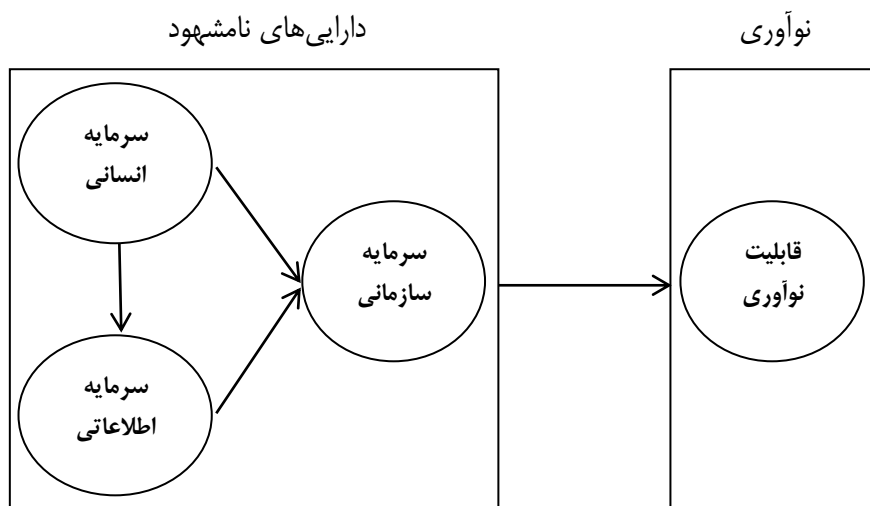 نوآوری
دارایی‌های نامشهود
سرمایه
انسانی
سرمایه
سازمانی
قابلیت
نوآوری
سرمایه
اطلاعاتی